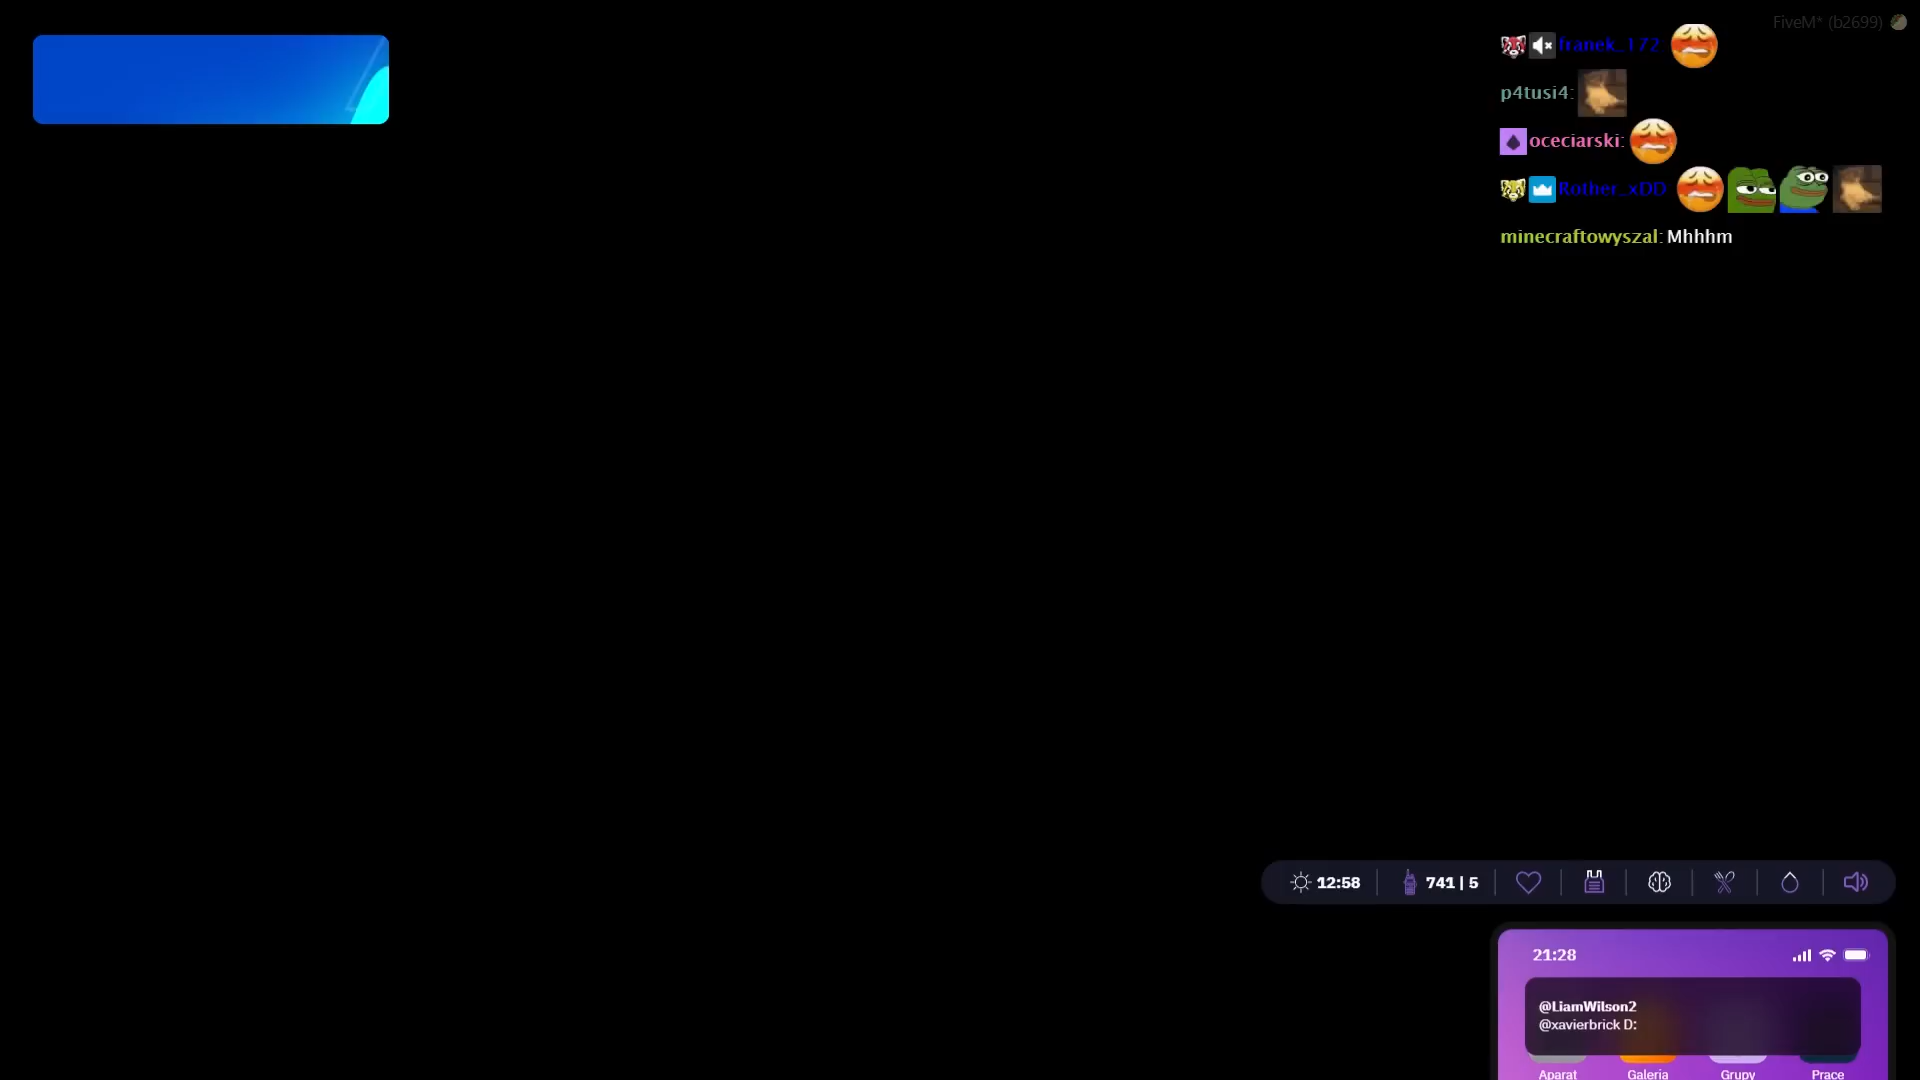 FiveM* (b2699)
franek_172
p4tusi4:
oceciarski:
Rother_xDD
minecraftowyszal: Mhhhm
12:58 741 | 5
21:28
@LiamWilson2
@xavierbrick D:
Aparat Galeria Grupy Prace